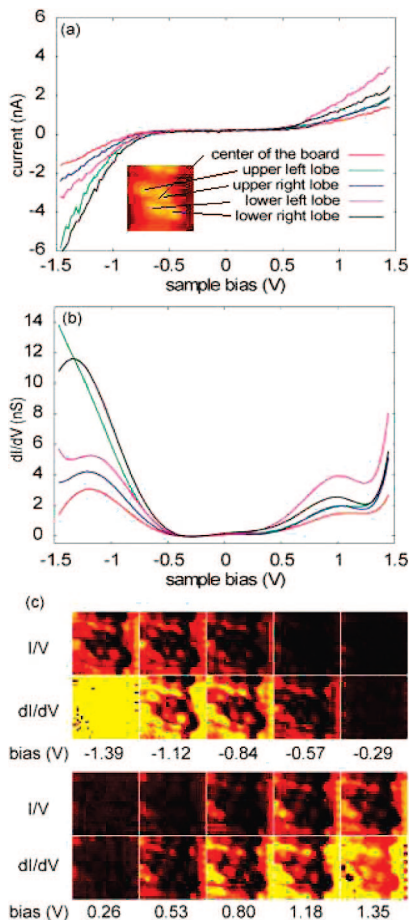 (a)
6
4
2
0
-2
-4
-6
current (nA)
center of the board
upper left lobe
upper right lobe
lower left lobe
lower right lobe
-1.5 -1 -0.5 0 0.5 1 1.5
sample bias (V)
(b)
14
12
10
8
6
4
2
0
dI/dV (nS)
-1.5 -1 -0.5 0 0.5 1 1.5
sample bias (V)
(c)
I/V
dI/dV
bias (V) -1.39 -1.12 -0.84 -0.57 -0.29
I/V
dI/dV
0.26 0.53 0.80 1.18 1.35
bias (V)